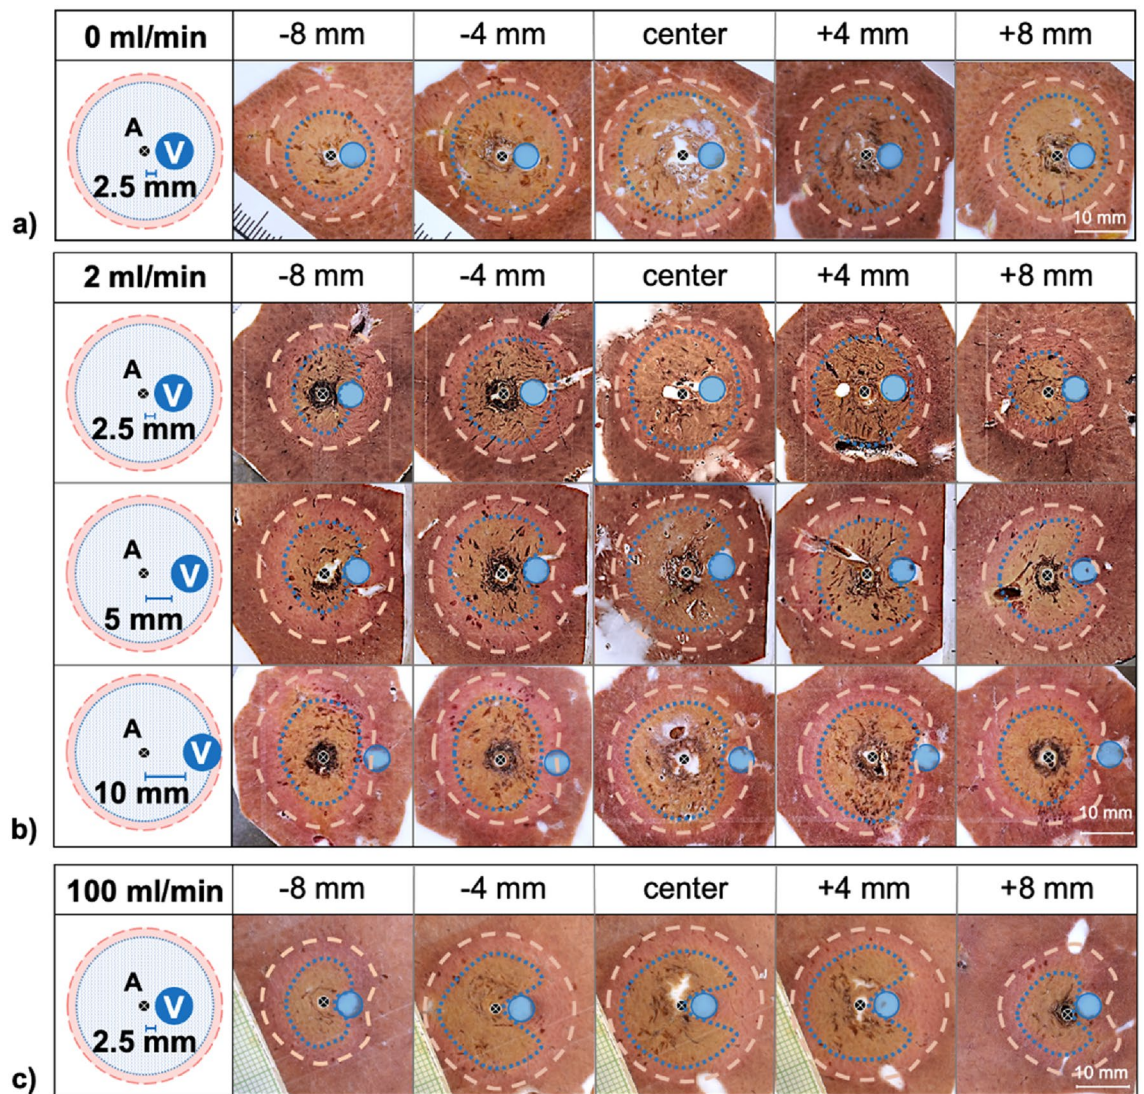 0 ml/min -8 mm -4 mm center +4 mm +8 mm
A
V
2.5 mm
10 mm
a)
2 ml/min -8 mm -4 mm center +4 mm +8 mm
A
V
2.5 mm
A
V
5 mm
A
V
10 mm
10 mm
b)
100 ml/min -8 mm -4 mm center +4 mm +8 mm
A
V
2.5 mm
10 mm
c)